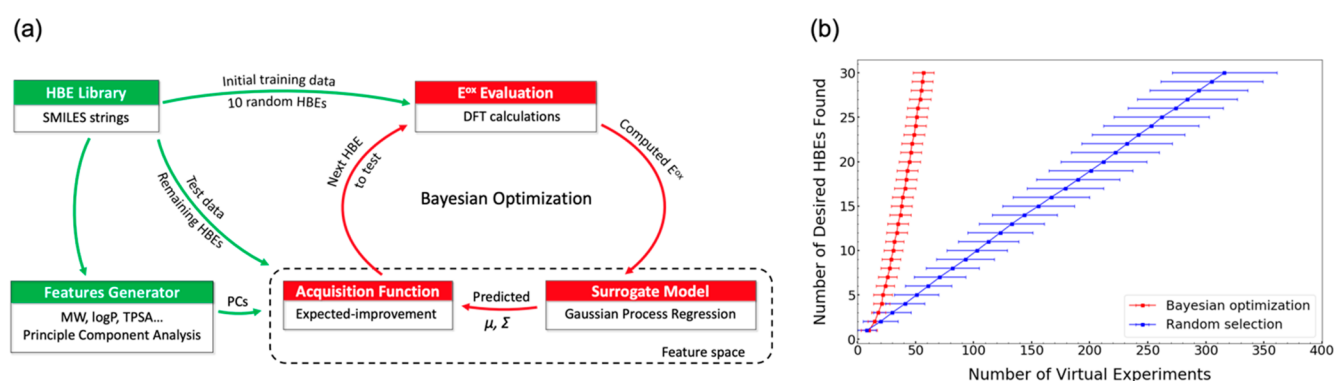 (a)
HBE Library
SMILES strings
Initial training data
10 random HBEs
E^ox Evaluation
DFT calculations
Next HBE
to test
Computed E^ox
Bayesian Optimization
Test data
Remaining HBEs
Features Generator
MW, logP, TPSA...
Principle Component Analysis
PCs
Acquisition Function
Expected-improvement
Predicted
μ, Σ
Surrogate Model
Gaussian Process Regression
Feature space
(b)
Number of Desired HBEs Found
30
25
20
15
10
5
0
0 50 100 150 200 250 300 350 400
Number of Virtual Experiments
Bayesian optimization
Random selection